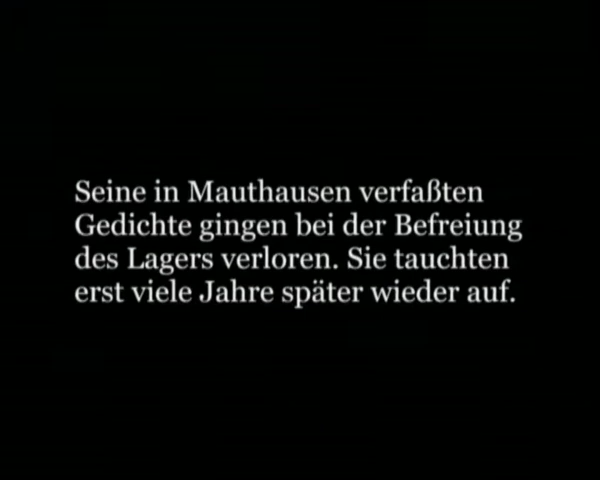 Seine in Mauthausen verfaßten
Gedichte gingen bei der Befreiung
des Lagers verloren. Sie tauchten
erst viele Jahre später wieder auf.